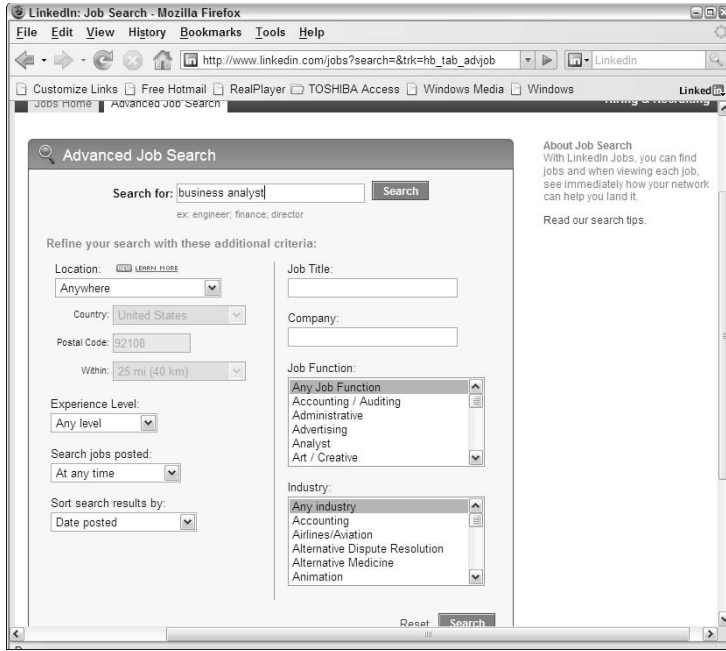 LinkedIn: Job Search - Mozilla Firefox
File Edit View History Bookmarks Tools Help
http://www.linkedin.com/jobs?search=&trk=hb_tab_advjob LinkedIn
Customize Links Free Hotmail RealPlayer TOSHIBA Access Windows Media Windows Linked in
Jobs Home Advanced Job Search Hiring & Recruiting
Advanced Job Search
Search for: business analyst Search
ex: engineer; finance; director
Refine your search with these additional criteria:
Location: LEARN MORE
Anywhere
Country: United States
Postal Code: 92108
Within: 25 mi (40 km)
Experience Level:
Any level
Search jobs posted:
At any time
Sort search results by:
Date posted
Job Title:
Company:
Job Function:
Any Job Function
Accounting / Auditing
Administrative
Advertising
Analyst
Art / Creative
Industry:
Any industry
Accounting
Airlines/Aviation
Alternative Dispute Resolution
Alternative Medicine
Animation
Reset Search
About Job Search
With LinkedIn Jobs, you can find
jobs and when viewing each job,
see immediately how your network
can help you land it.
Read our search tips.